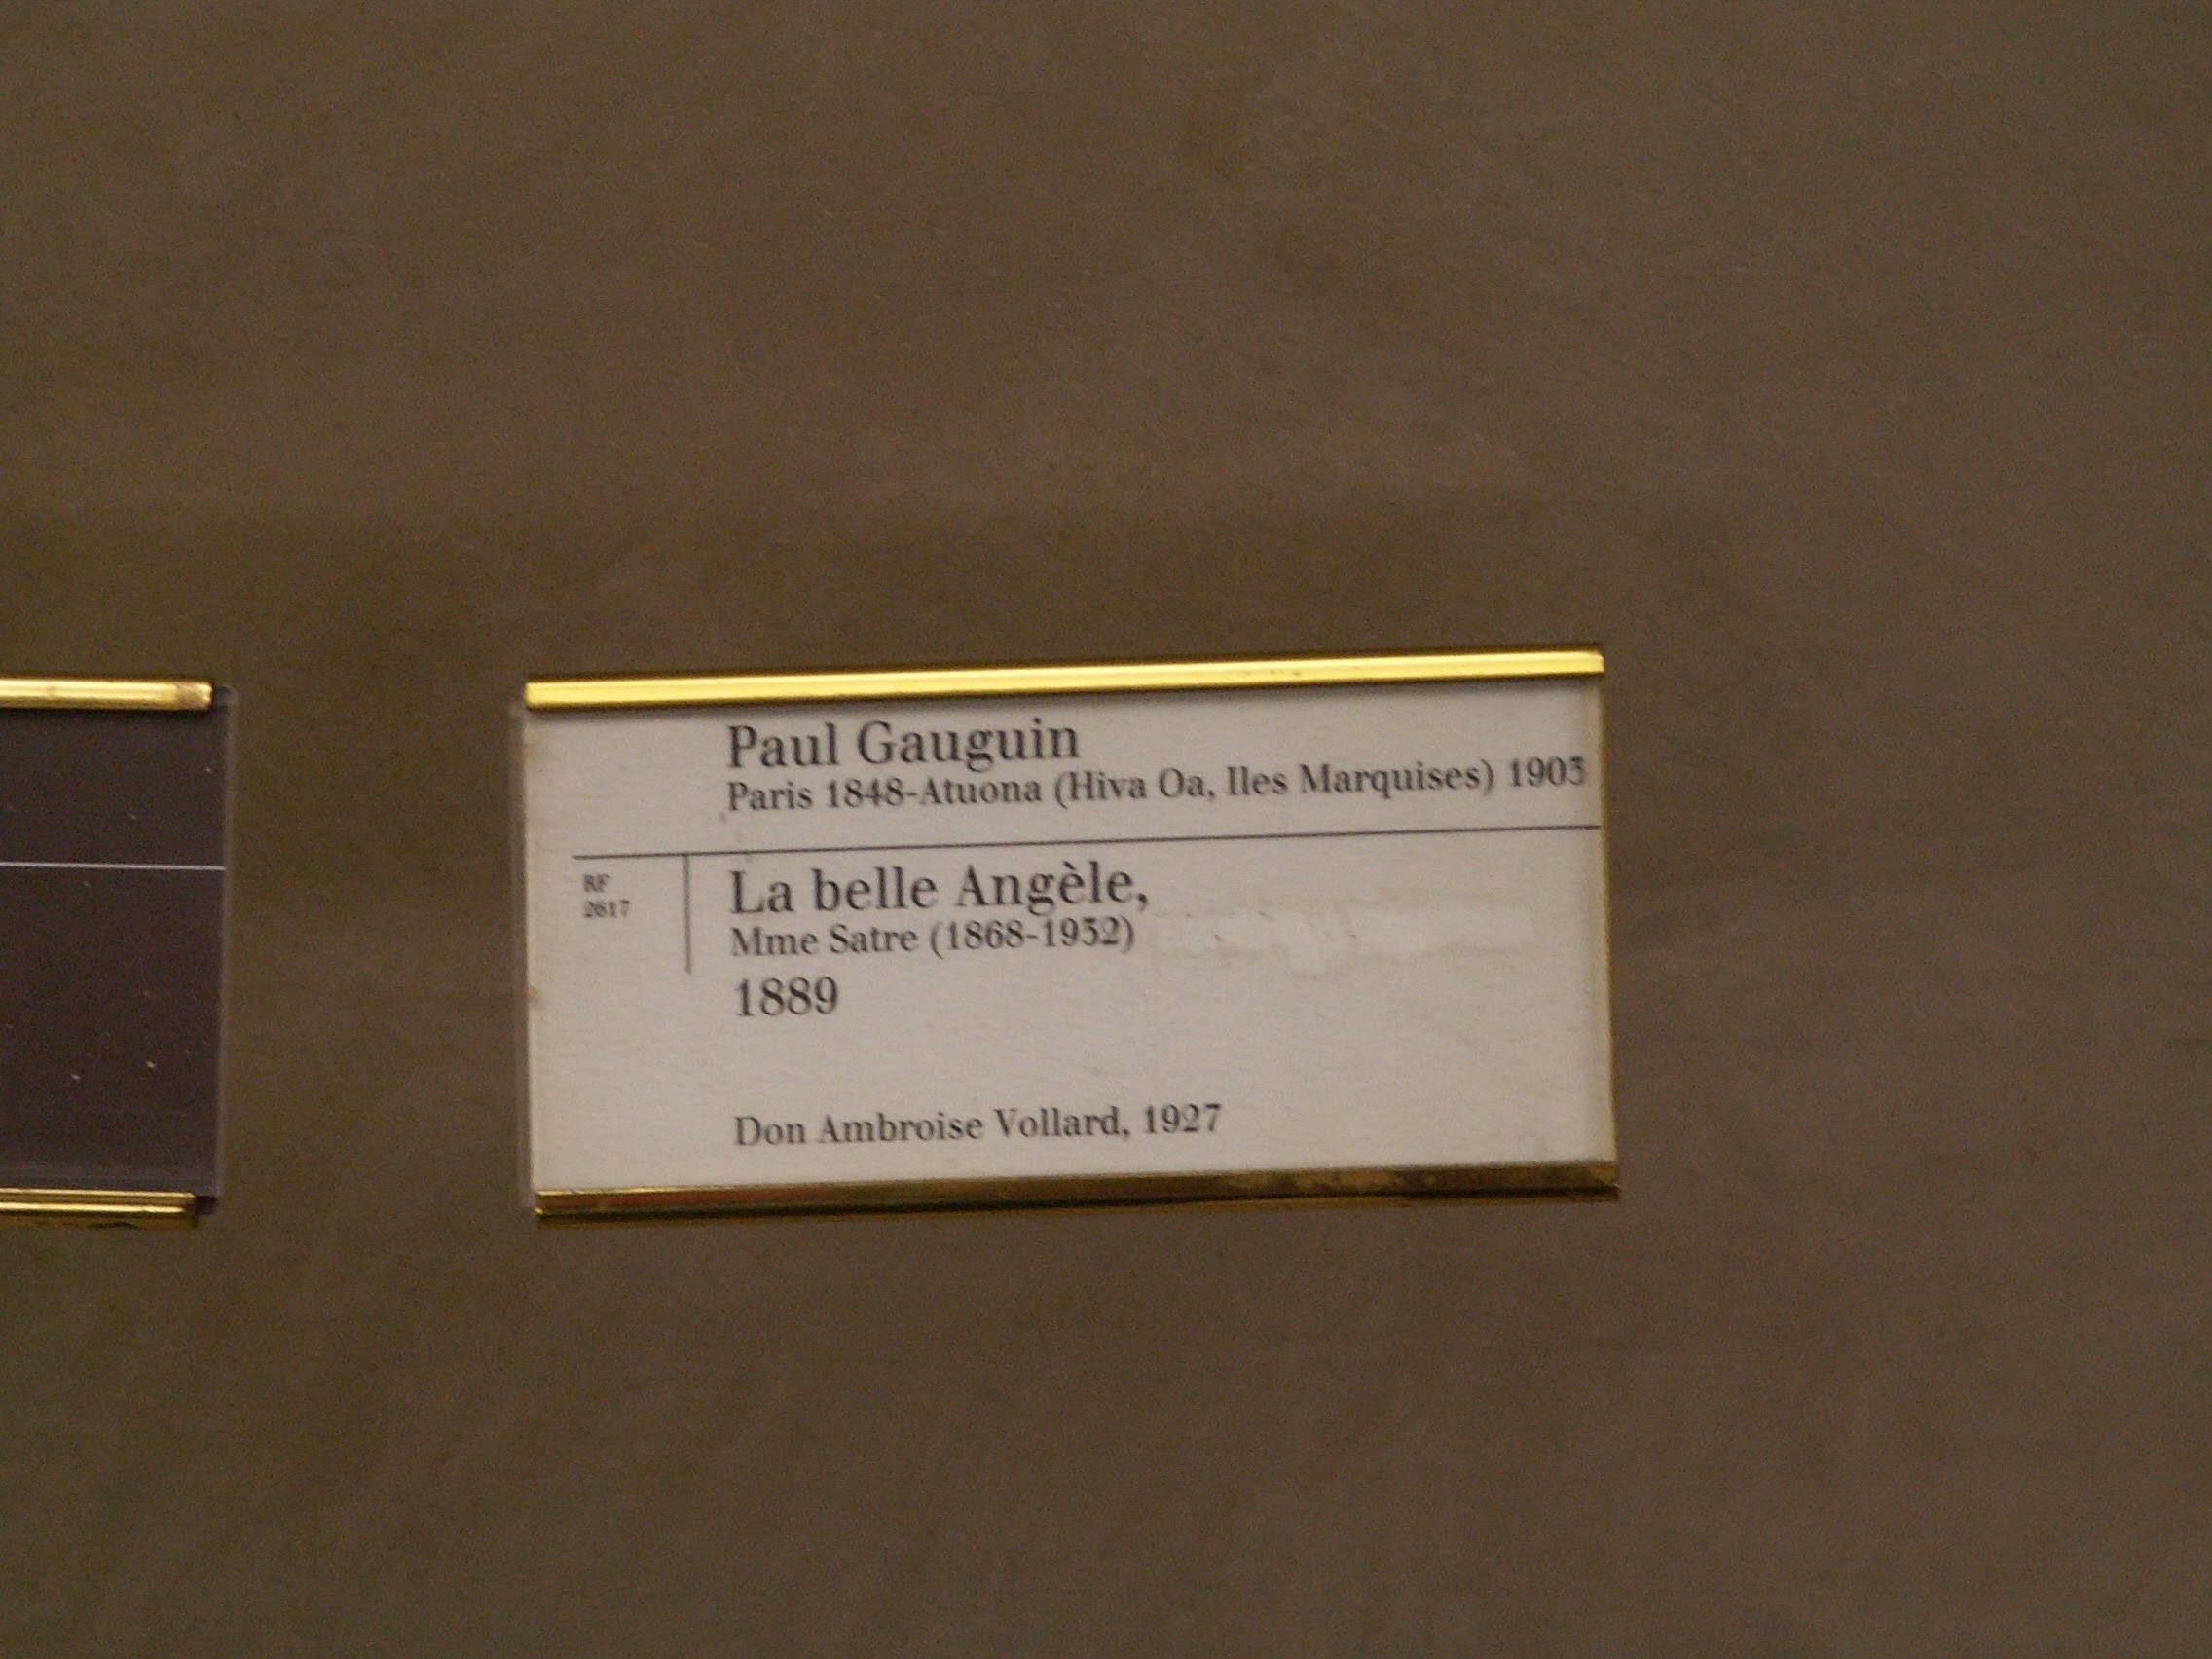 Paul Gauguin
Paris 1848-Atuona (Hiva Oa, Iles Marquises) 1903
RF
2617
La belle Angèle,
Mme Satre (1868-1932)
1889
Don Ambroise Vollard, 1927